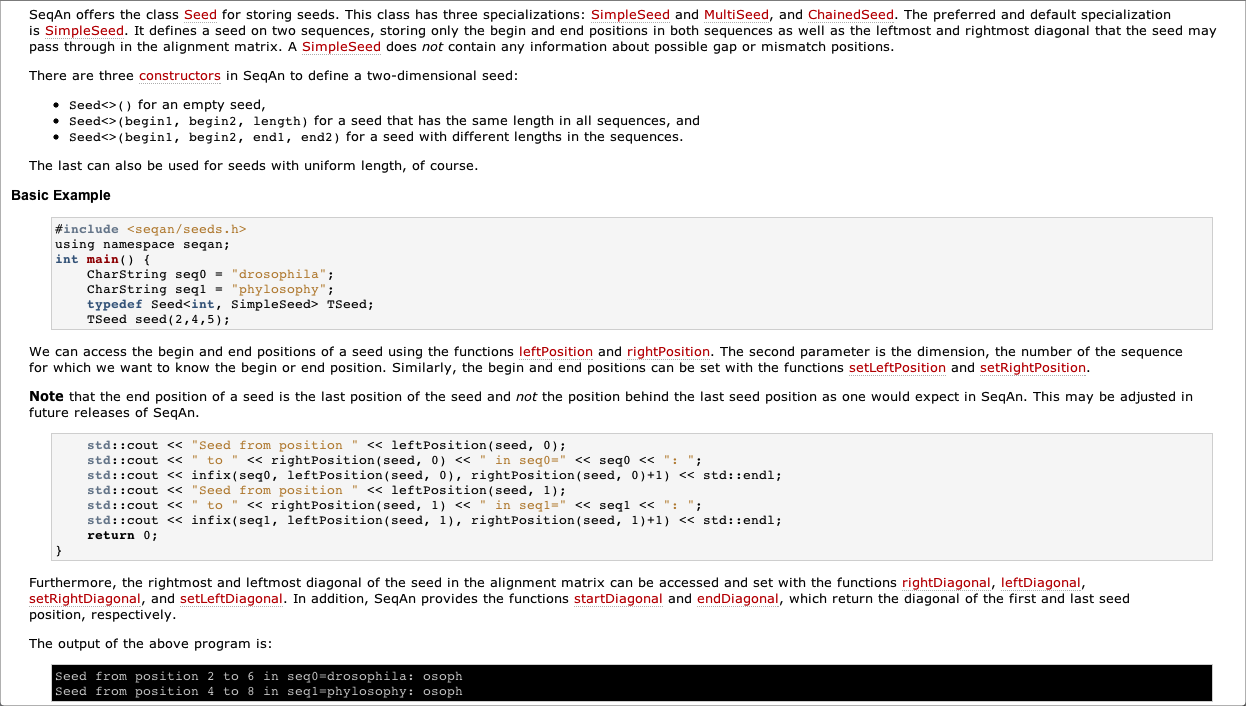 SeqAn offers the class Seed for storing seeds. This class has three specializations: SimpleSeed and MultiSeed, and ChainedSeed. The preferred and default specialization
is SimpleSeed. It defines a seed on two sequences, storing only the begin and end positions in both sequences as well as the leftmost and rightmost diagonal that the seed may
pass through in the alignment matrix. A SimpleSeed does not contain any information about possible gap or mismatch positions.
There are three constructors in SeqAn to define a two-dimensional seed:
• Seed<>() for an empty seed,
• Seed<>(begin1, begin2, length) for a seed that has the same length in all sequences, and
• Seed<>(begin1, begin2, end1, end2) for a seed with different lengths in the sequences.
The last can also be used for seeds with uniform length, of course.
Basic Example
#include <seqan/seeds.h>
using namespace seqan;
int main() {
    CharString seq0 = "drosophila";
    CharString seq1 = "phylosophy";
    typedef Seed<int, SimpleSeed> TSeed;
    TSeed seed(2,4,5);
We can access the begin and end positions of a seed using the functions leftPosition and rightPosition. The second parameter is the dimension, the number of the sequence
for which we want to know the begin or end position. Similarly, the begin and end positions can be set with the functions setLeftPosition and setRightPosition.
Note that the end position of a seed is the last position of the seed and not the position behind the last seed position as one would expect in SeqAn. This may be adjusted in
future releases of SeqAn.
    std::cout << "Seed from position " << leftPosition(seed, 0);
    std::cout << " to " << rightPosition(seed, 0) << " in seq0=" << seq0 << ": ";
    std::cout << infix(seq0, leftPosition(seed, 0), rightPosition(seed, 0)+1) << std::endl;
    std::cout << "Seed from position " << leftPosition(seed, 1);
    std::cout << " to " << rightPosition(seed, 1) << " in seq1=" << seq1 << ": ";
    std::cout << infix(seq1, leftPosition(seed, 1), rightPosition(seed, 1)+1) << std::endl;
    return 0;
}
Furthermore, the rightmost and leftmost diagonal of the seed in the alignment matrix can be accessed and set with the functions rightDiagonal, leftDiagonal,
setRightDiagonal, and setLeftDiagonal. In addition, SeqAn provides the functions startDiagonal and endDiagonal, which return the diagonal of the first and last seed
position, respectively.
The output of the above program is:
Seed from position 2 to 6 in seq0=drosophila: osoph
Seed from position 4 to 8 in seq1=phylosophy: osoph